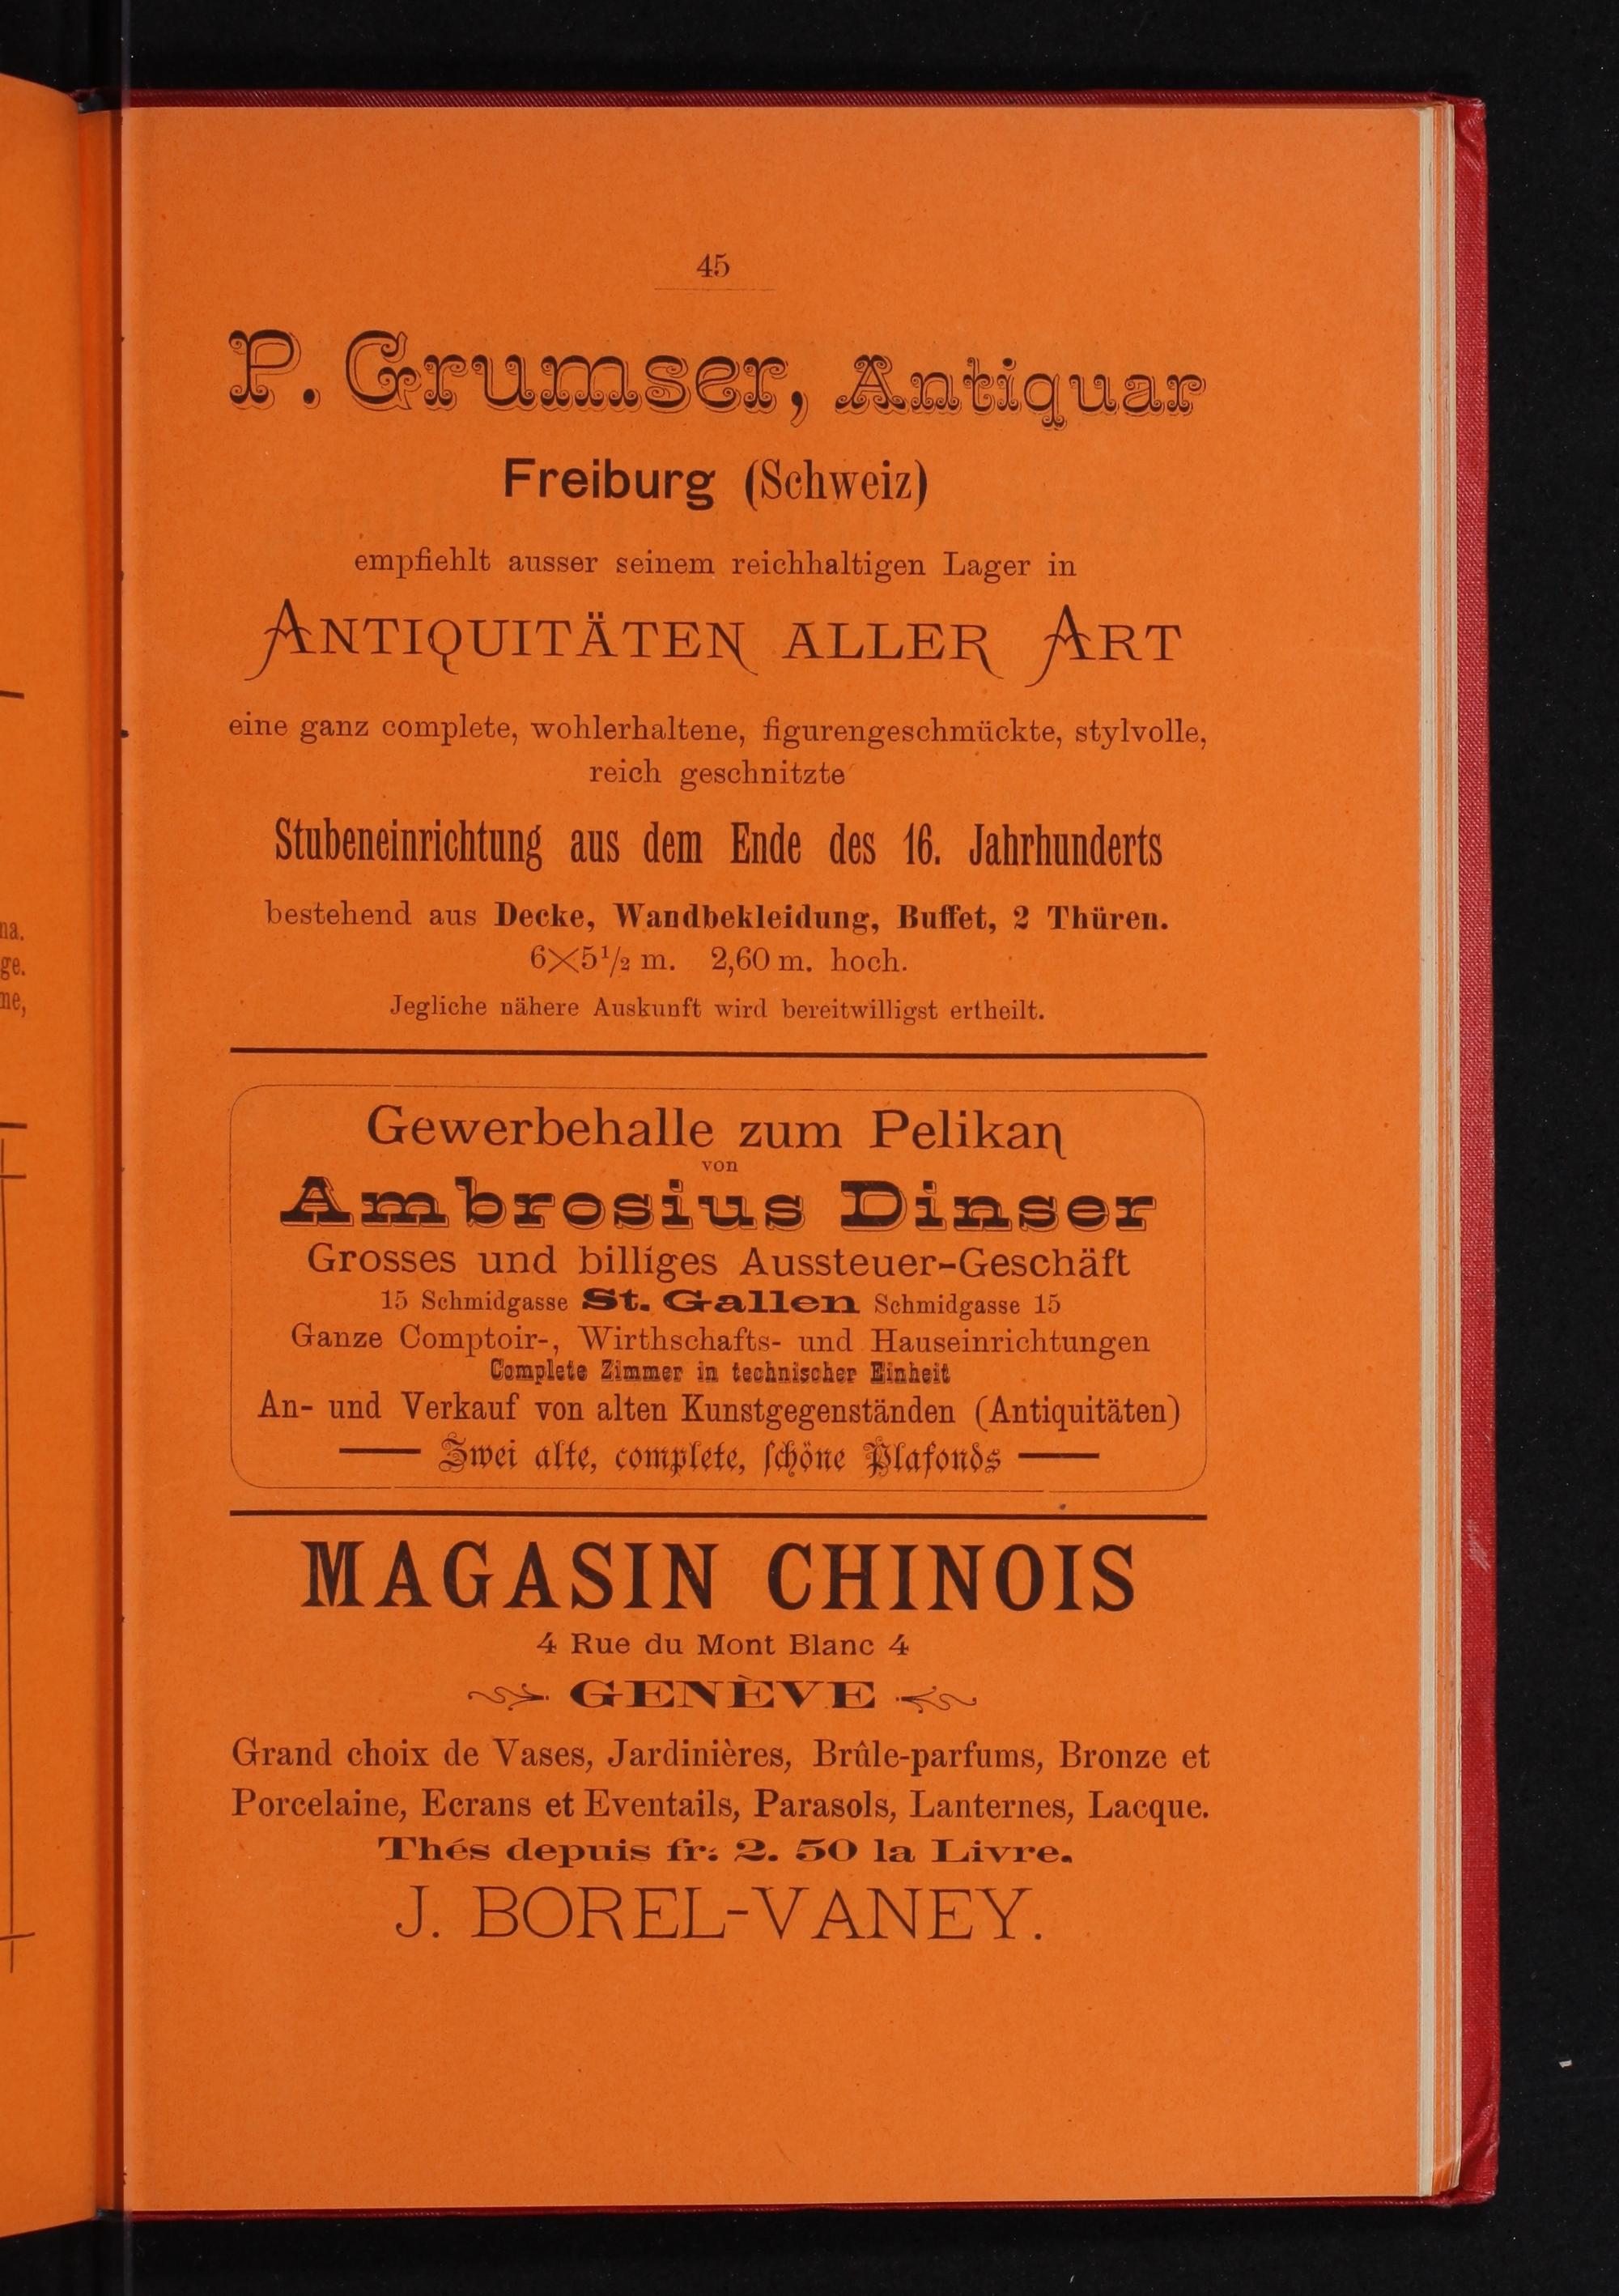 45
P. Grumser, Antiquar
Freiburg (Schweiz)
empfiehlt ausser seinem reichhaltigen Lager in
ANTIQUITÄTEN ALLER ART
eine ganz complete, wohlerhaltene, figurengeschmückte, stylvolle,
reich geschnitzte
Stubeneinrichtung aus dem Ende des 16. Jahrhunderts
bestehend aus Decke, Wandbekleidung, Buffet, 2 Thüren.
6×5½ m. 2,60 m. hoch.
Jegliche nähere Auskunft wird bereitwilligst ertheilt.
Gewerbehalle zum Pelikan
von
Ambrosius Dinser
Grosses und billiges Aussteuer-Geschäft
15 Schmidgasse St. Gallen Schmidgasse 15
Ganze Comptoir-, Wirthschafts- und Hauseinrichtungen
Complete Zimmer in technischer Einheit
An- und Verkauf von alten Kunstgegenständen (Antiquitäten)
Zwei alte, complete, schöne Plafonds
MAGASIN CHINOIS
4 Rue du Mont Blanc 4
GENÈVE
Grand choix de Vases, Jardinières, Brûle-parfums, Bronze et
Porcelaine, Ecrans et Eventails, Parasols, Lanternes, Lacque.
Thés depuis fr: 2. 50 la Livre.
J. BOREL-VANEY.